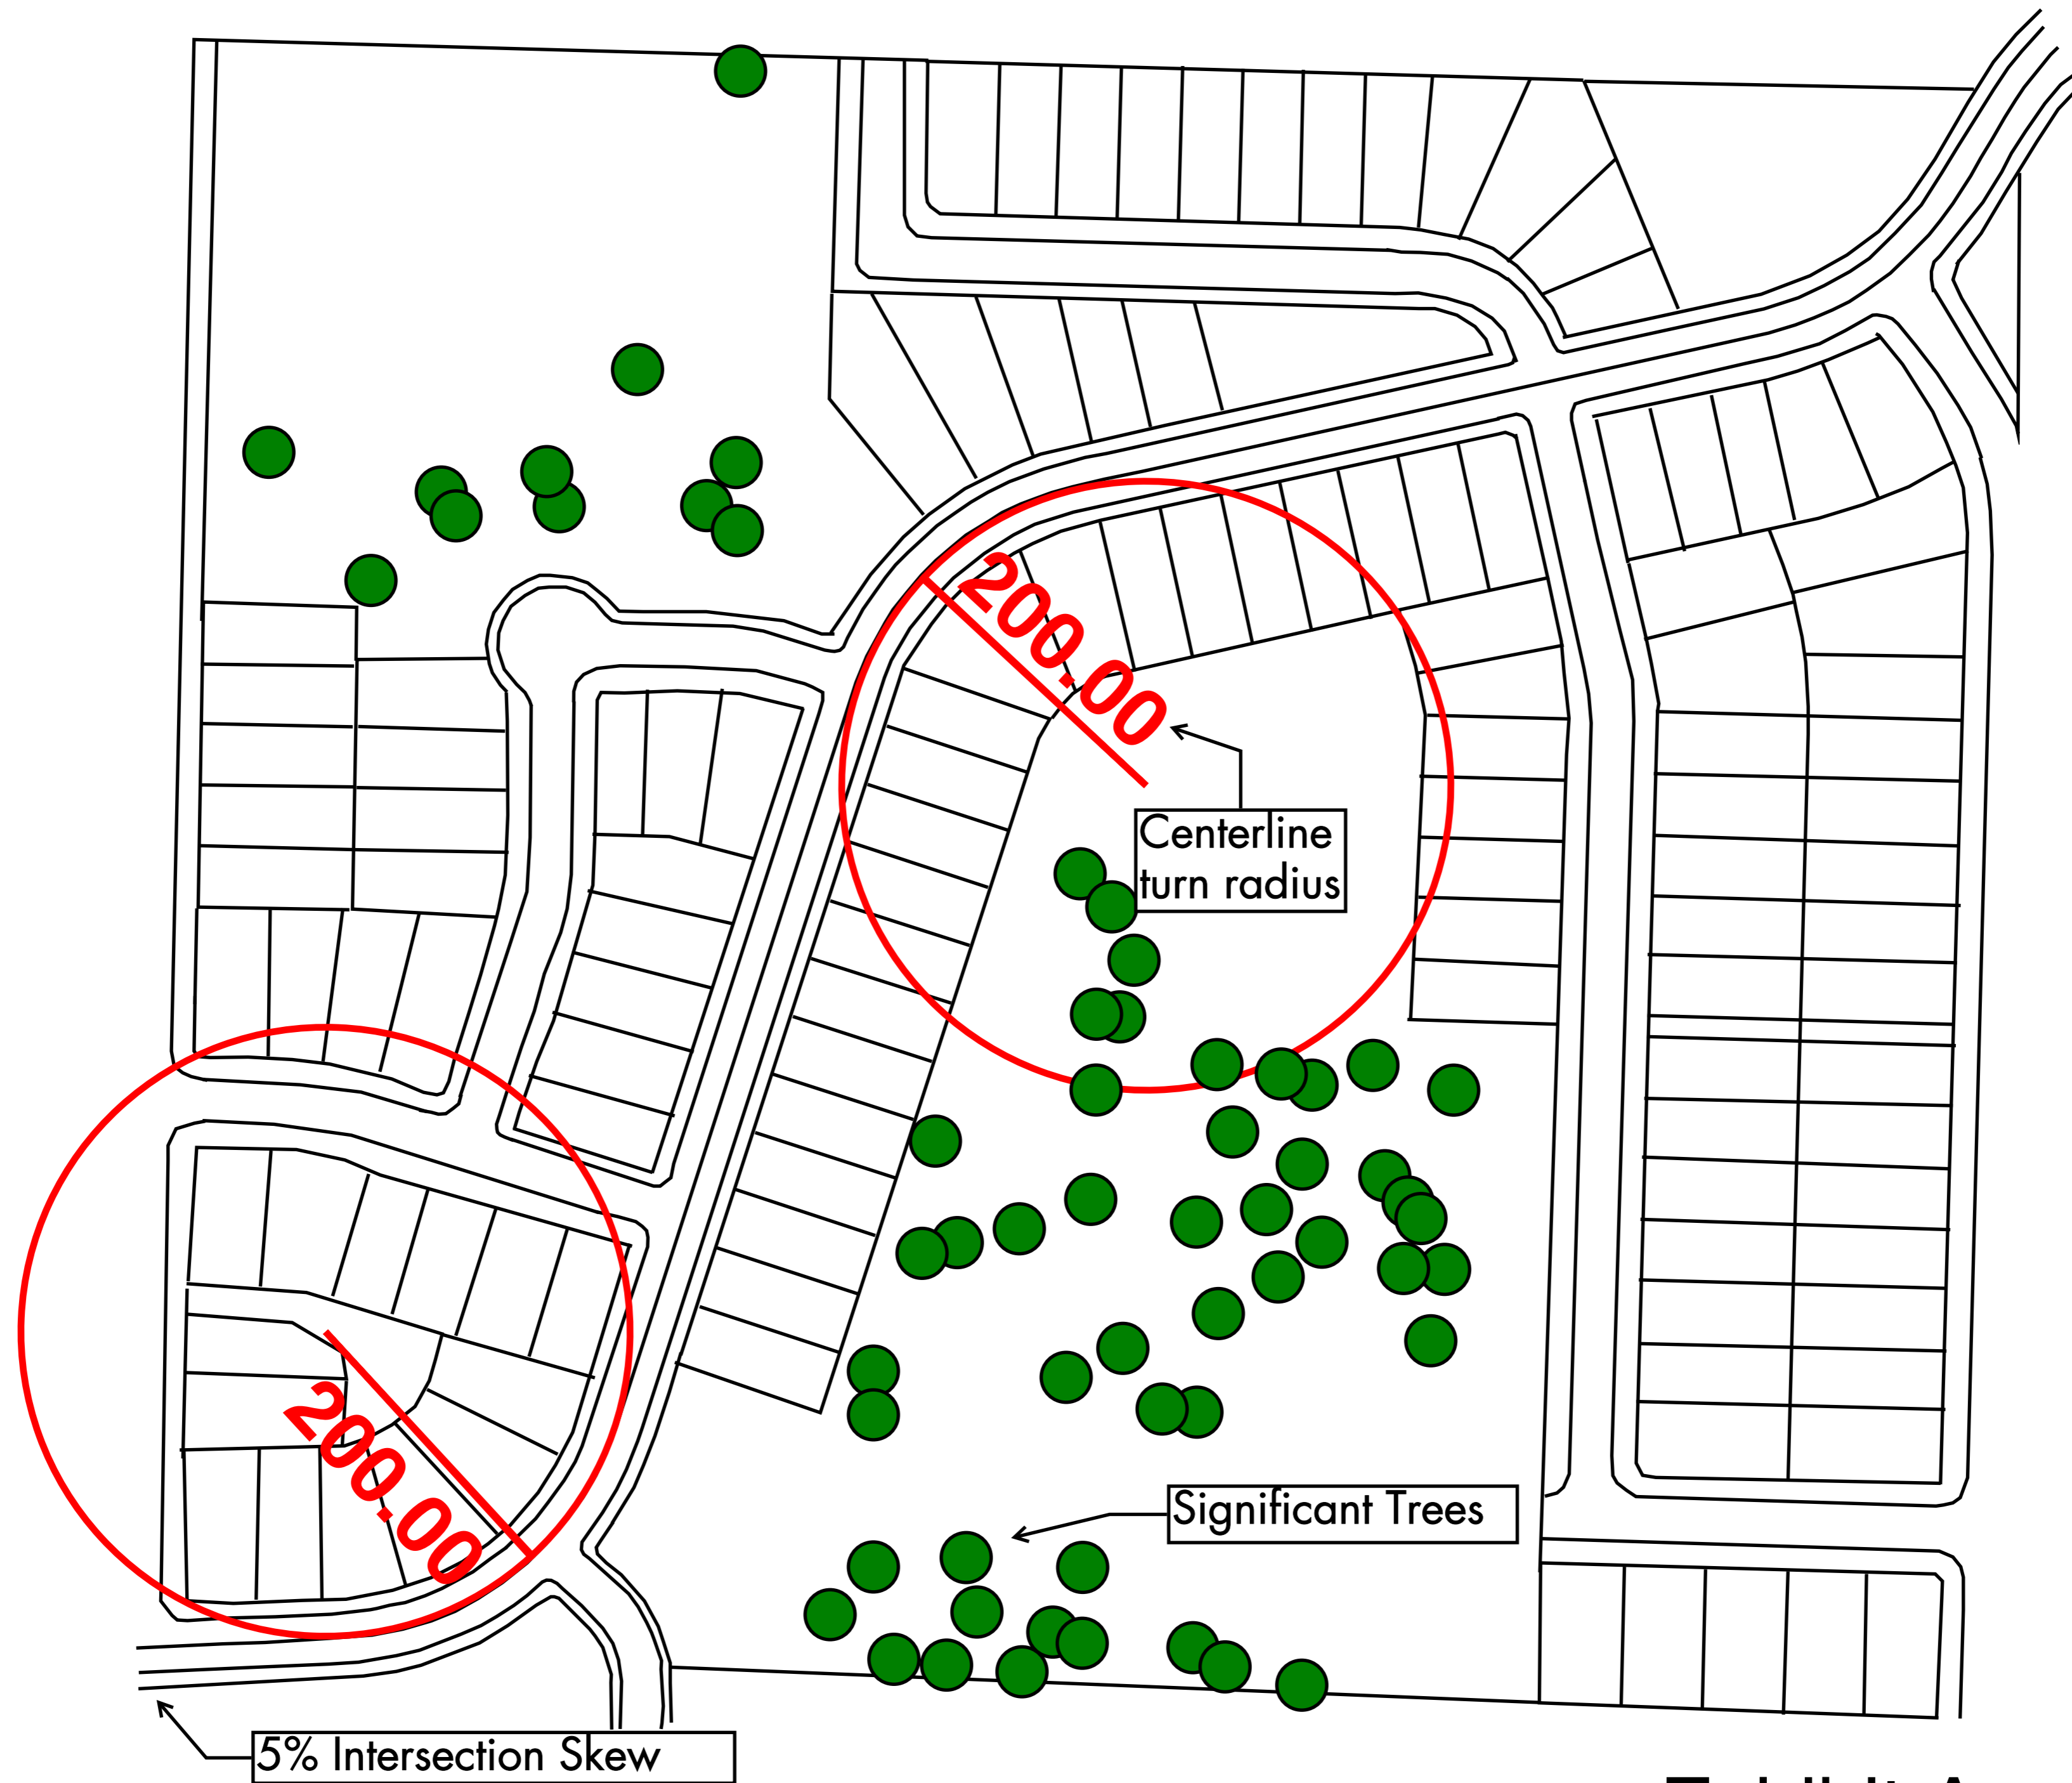 200.00
Centerline
turn radius
200.00
Significant Trees
5% Intersection Skew